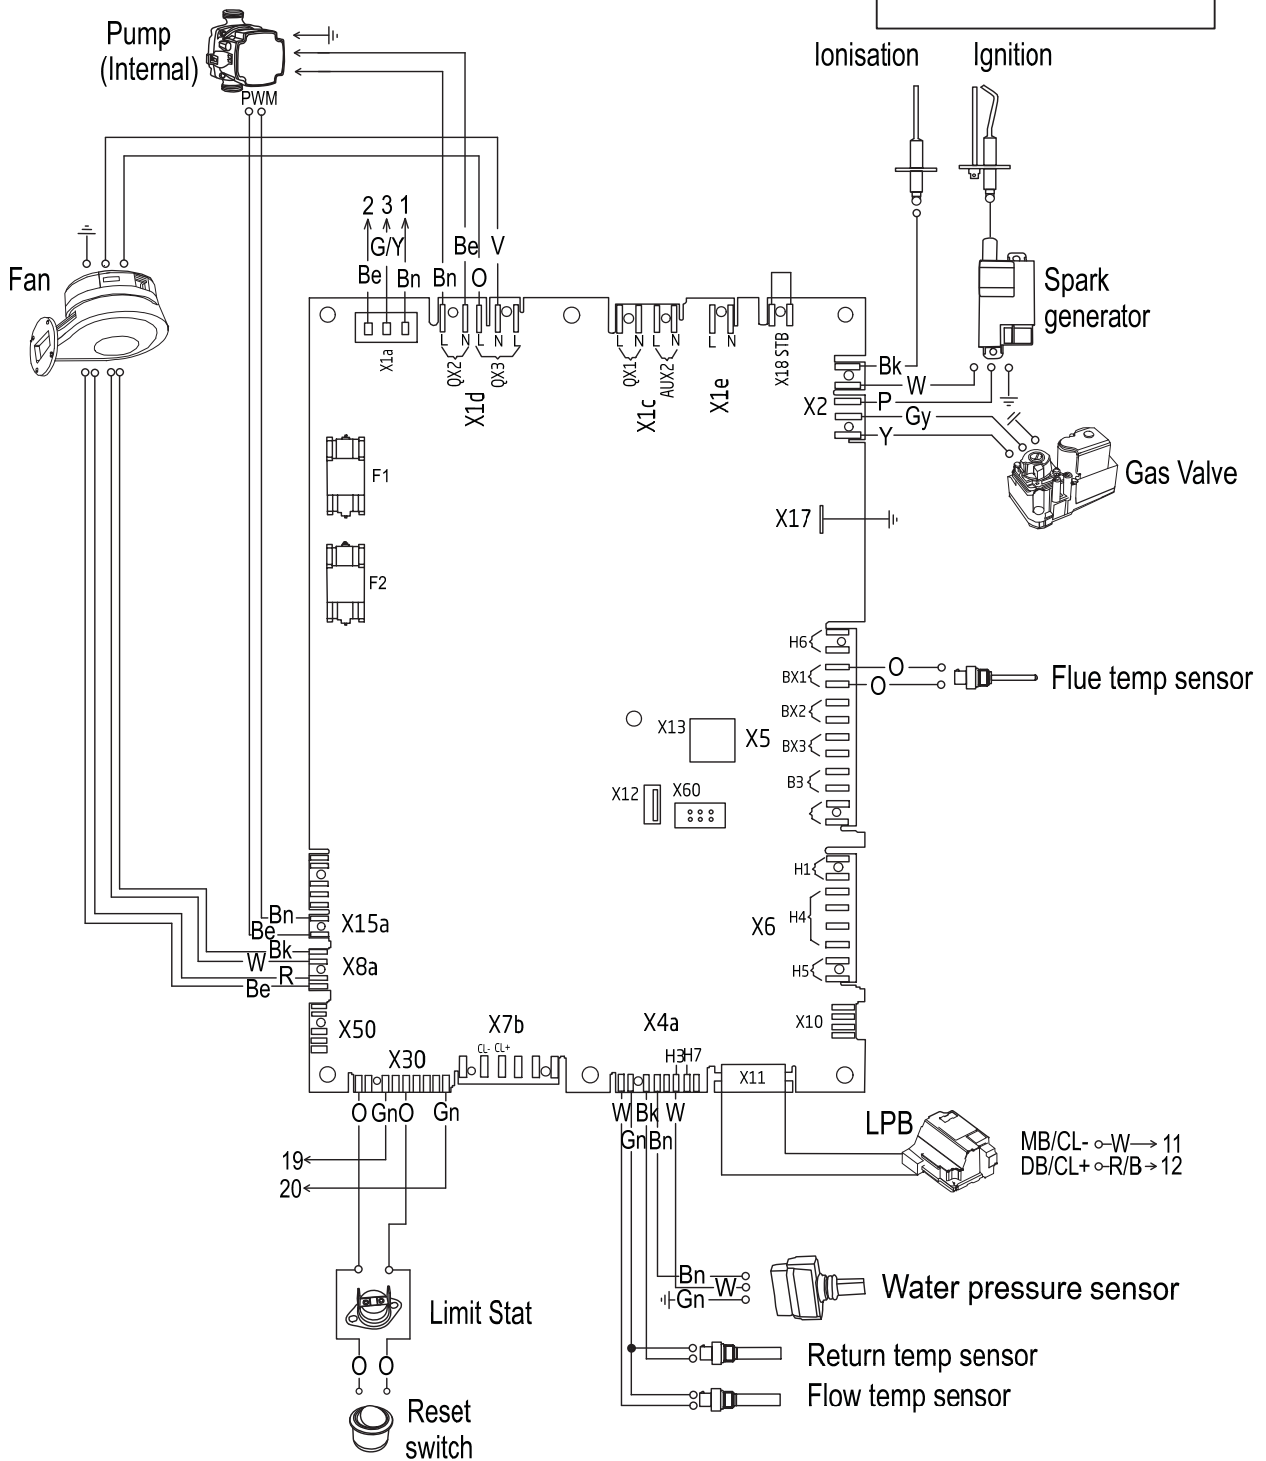 Pump
(Internal)
PWM
Ionisation
Ignition
2 3 1
G/Y
Be
Bn
Bn
Be
O
V
Fan
Spark
generator
X1a
L N L N L
QX2
QX3
X1d
L N L N
QX1
AUX2
X1c
L N
X1e
X18 STB
X2
Bk
W
P
Gy
Y
Gas Valve
F1
F2
X17
H6
BX1
O
O
Flue temp sensor
BX2
BX3
B3
X13
X5
X12
X60
H1
H4
X6
H5
X10
Bn
Be
X15a
Bk
W
X8a
R
Be
X50
X7b
CL- CL+
X30
X4a
H3
H7
X11
O
Gn
O
Gn
W
Bk
W
Gn
Bn
LPB
MB/CL- W 11
DB/CL+ R/B 12
19
20
Bn
W
Gn
Water pressure sensor
Limit Stat
Return temp sensor
Flow temp sensor
O O
Reset
switch